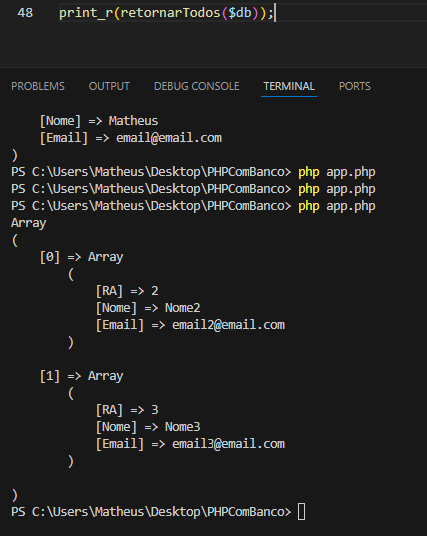 48 print_r(retornarTodos($db));
PROBLEMS OUTPUT DEBUG CONSOLE TERMINAL PORTS
[Nome] => Matheus
[Email] => email@email.com
)
PS C:\Users\Matheus\Desktop\PHPComBanco> php app.php
PS C:\Users\Matheus\Desktop\PHPComBanco> php app.php
PS C:\Users\Matheus\Desktop\PHPComBanco> php app.php
Array
(
[0] => Array
(
[RA] => 2
[Nome] => Nome2
[Email] => email2@email.com
)
[1] => Array
(
[RA] => 3
[Nome] => Nome3
[Email] => email3@email.com
)
)
PS C:\Users\Matheus\Desktop\PHPComBanco>